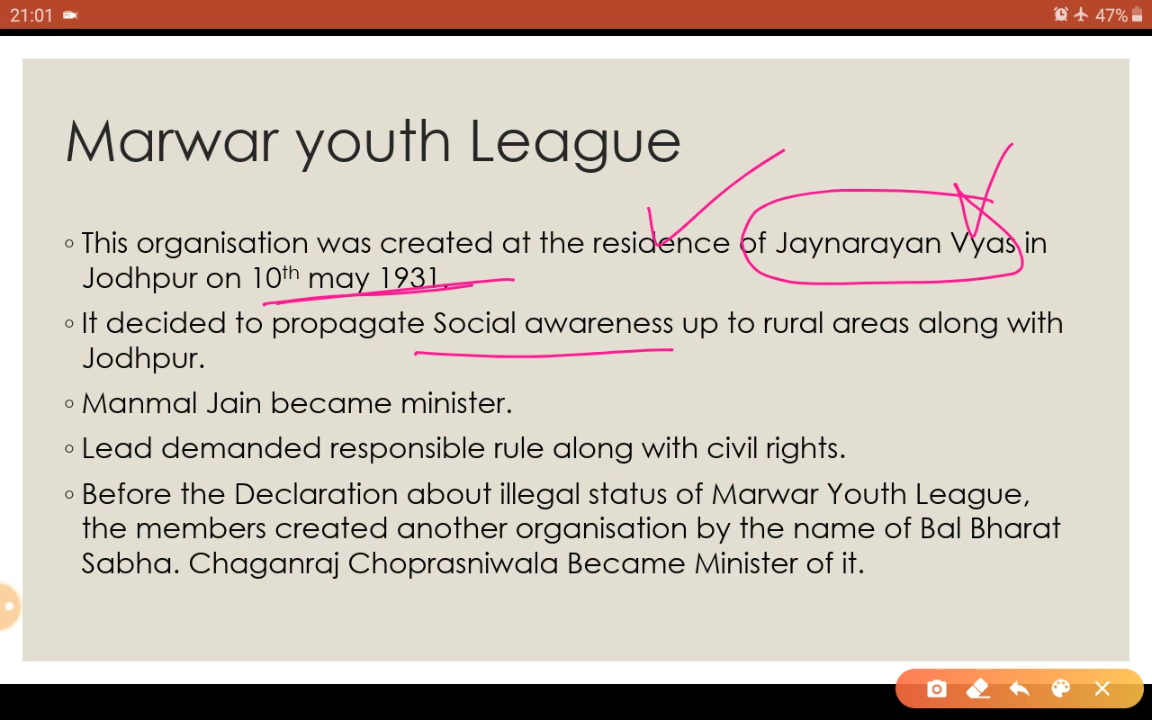 21:01
47%
Marwar youth League
◦ This organisation was created at the residence of Jaynarayan Vyas in
Jodhpur on 10th may 1931.
◦ It decided to propagate Social awareness up to rural areas along with
Jodhpur.
◦ Manmal Jain became minister.
◦ Lead demanded responsible rule along with civil rights.
◦ Before the Declaration about illegal status of Marwar Youth League,
the members created another organisation by the name of Bal Bharat
Sabha. Chaganraj Choprasniwala Became Minister of it.